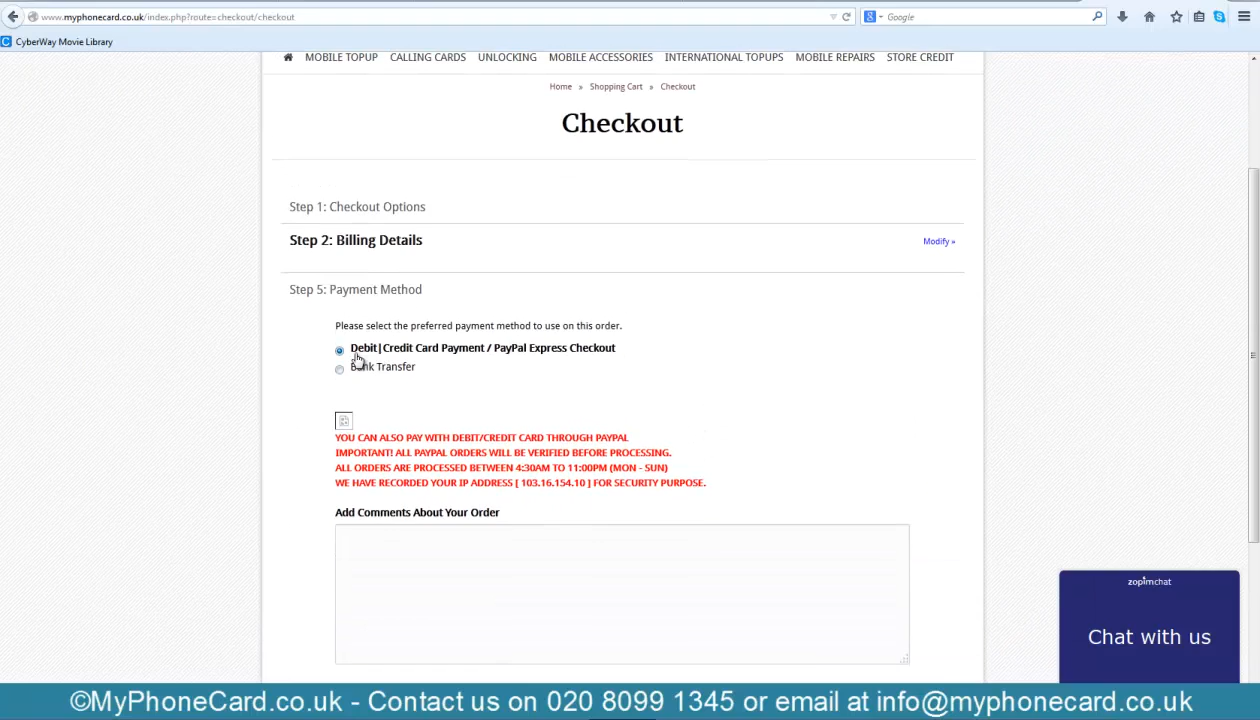 www.myphonecard.co.uk/index.php?route=checkout/checkout
Google
CyberWay Movie Library
MOBILE TOPUP CALLING CARDS UNLOCKING MOBILE ACCESSORIES INTERNATIONAL TOPUPS MOBILE REPAIRS STORE CREDIT
Home » Shopping Cart » Checkout
Checkout
Step 1: Checkout Options
Step 2: Billing Details
Modify »
Step 5: Payment Method
Please select the preferred payment method to use on this order.
Debit|Credit Card Payment / PayPal Express Checkout
Bank Transfer
YOU CAN ALSO PAY WITH DEBIT/CREDIT CARD THROUGH PAYPAL
IMPORTANT! ALL PAYPAL ORDERS WILL BE VERIFIED BEFORE PROCESSING.
ALL ORDERS ARE PROCESSED BETWEEN 4:30AM TO 11:00PM (MON - SUN)
WE HAVE RECORDED YOUR IP ADDRESS [ 103.16.154.10 ] FOR SECURITY PURPOSE.
Add Comments About Your Order
zopim chat
Chat with us
©MyPhoneCard.co.uk - Contact us on 020 8099 1345 or email at info@myphonecard.co.uk